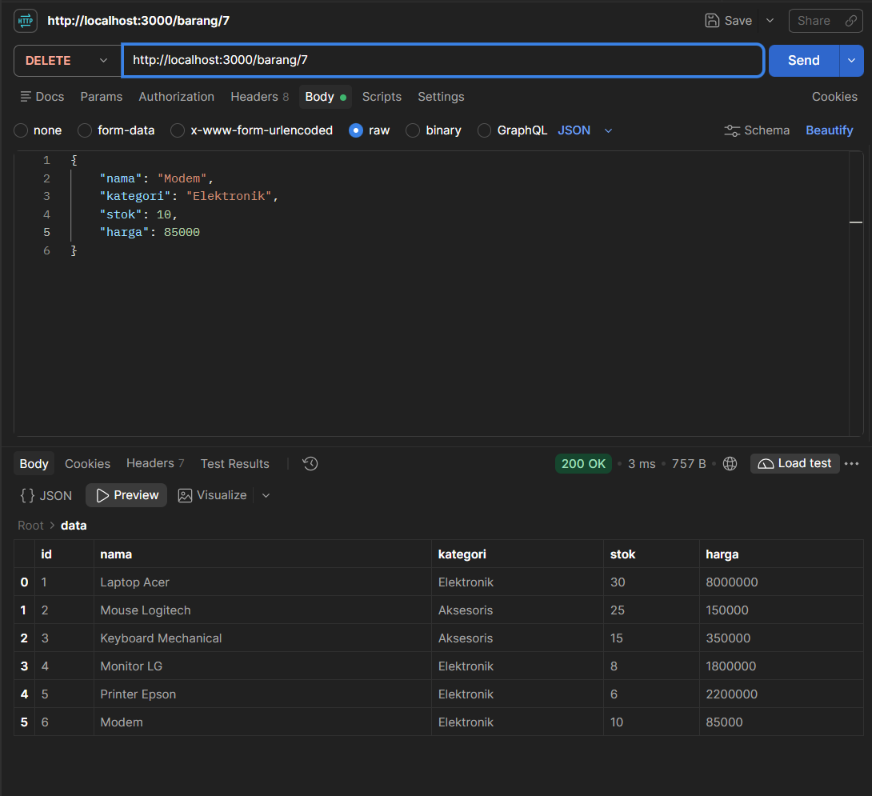 HTTP http://localhost:3000/barang/7 Save Share
DELETE http://localhost:3000/barang/7 Send
Docs Params Authorization Headers 8 Body Scripts Settings Cookies
none form-data x-www-form-urlencoded raw binary GraphQL JSON Schema Beautify
1 {
2 "nama": "Modem",
3 "kategori": "Elektronik",
4 "stok": 10,
5 "harga": 85000
6 }
Body Cookies Headers 7 Test Results 200 OK • 3 ms • 757 B • Load test
{ } JSON Preview Visualize
Root > data
id nama kategori stok harga
0 1 Laptop Acer Elektronik 30 8000000
1 2 Mouse Logitech Aksesoris 25 150000
2 3 Keyboard Mechanical Aksesoris 15 350000
3 4 Monitor LG Elektronik 8 1800000
4 5 Printer Epson Elektronik 6 2200000
5 6 Modem Elektronik 10 85000